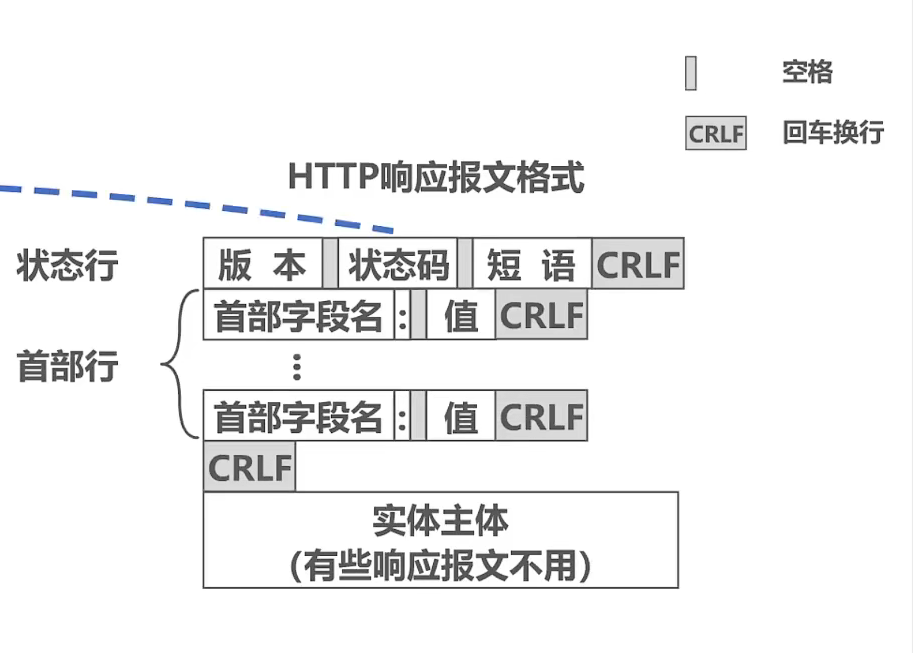 空格
CRLF 回车换行
HTTP响应报文格式
状态行 版 本 状态码 短 语 CRLF
首部字段名 : 值 CRLF
首部行 ⋮
首部字段名 : 值 CRLF
CRLF
实体主体
（有些响应报文不用）